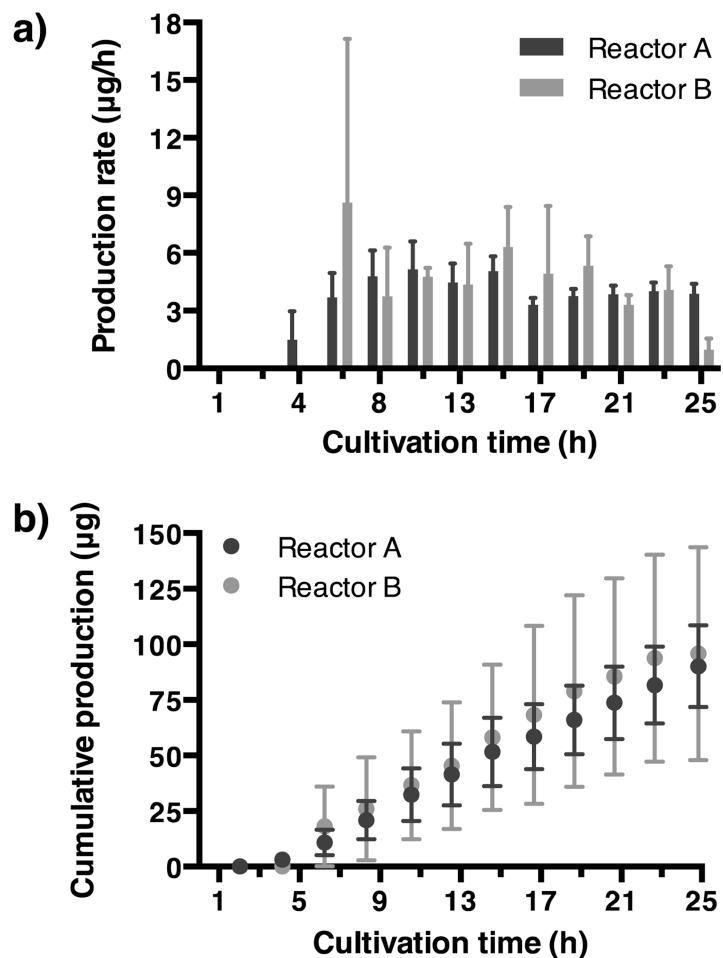 a)
Production rate (µg/h)
18
15
12
9
6
3
0
Reactor A
Reactor B
1 4 8 13 17 21 25
Cultivation time (h)
b)
Cumulative production (µg)
150
125
100
75
50
25
0
Reactor A
Reactor B
1 5 9 13 17 21 25
Cultivation time (h)